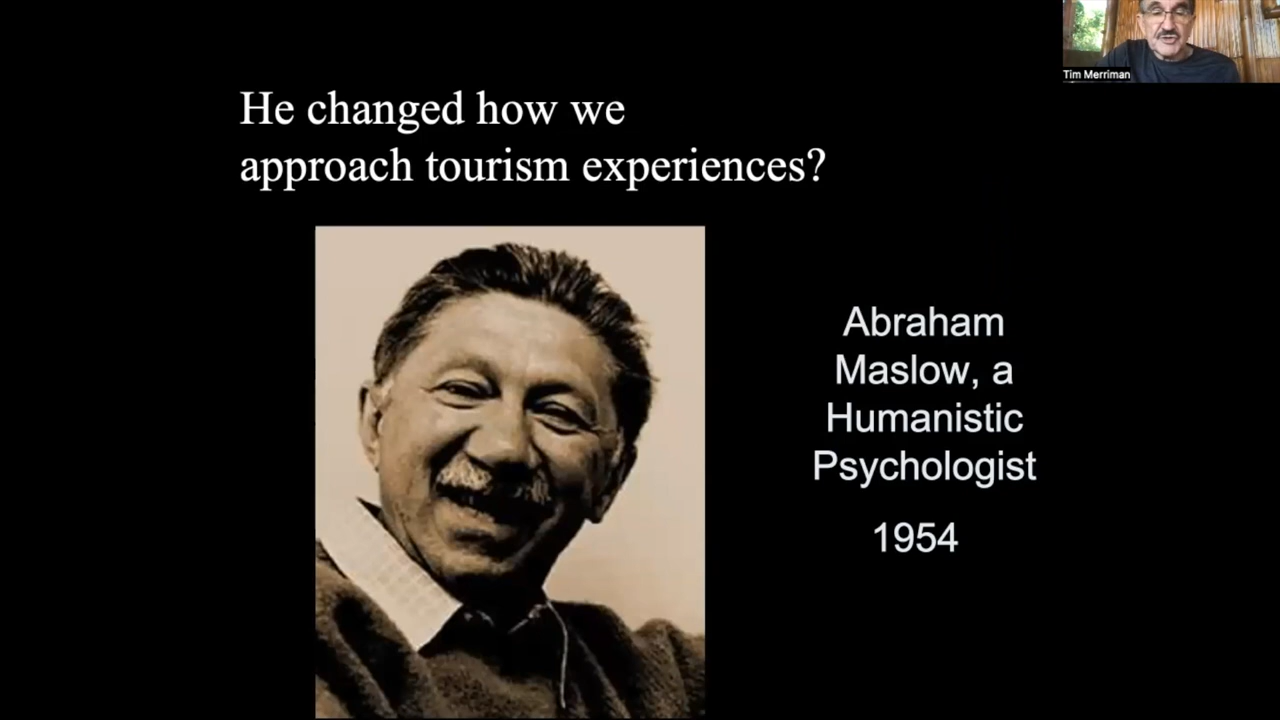 Tim Merriman
He changed how we
approach tourism experiences?
Abraham
Maslow, a
Humanistic
Psychologist
1954